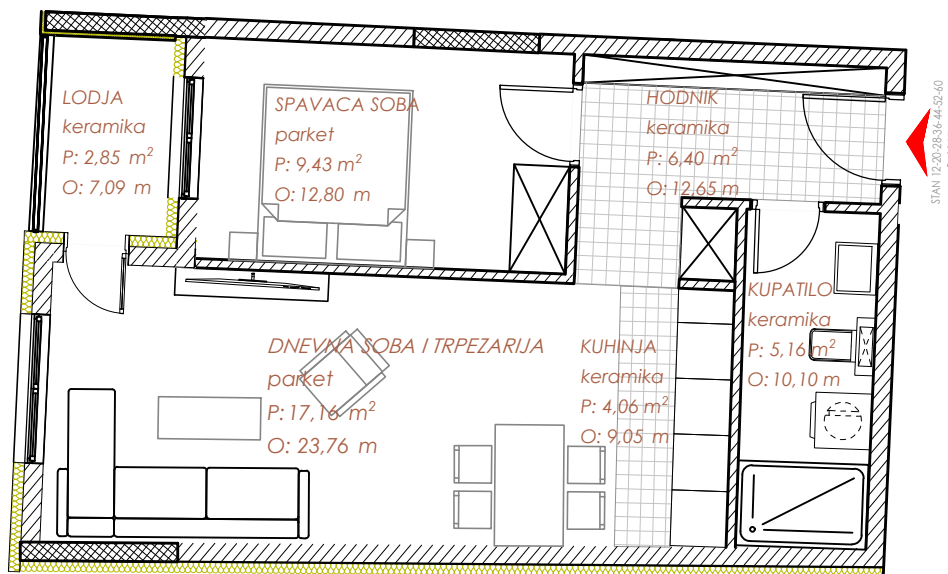 LODJA
keramika
P: 2,85 m²
O: 7,09 m
SPAVACA SOBA
parket
P: 9,43 m²
O: 12,80 m
HODNIK
keramika
P: 6,40 m²
O: 12,65 m
STAN 12-20-28-36-44-52-60
KUPATILO
keramika
P: 5,16 m²
O: 10,10 m
DNEVNA SOBA I TRPEZARIJA
parket
P: 17,16 m²
O: 23,76 m
KUHINJA
keramika
P: 4,06 m²
O: 9,05 m